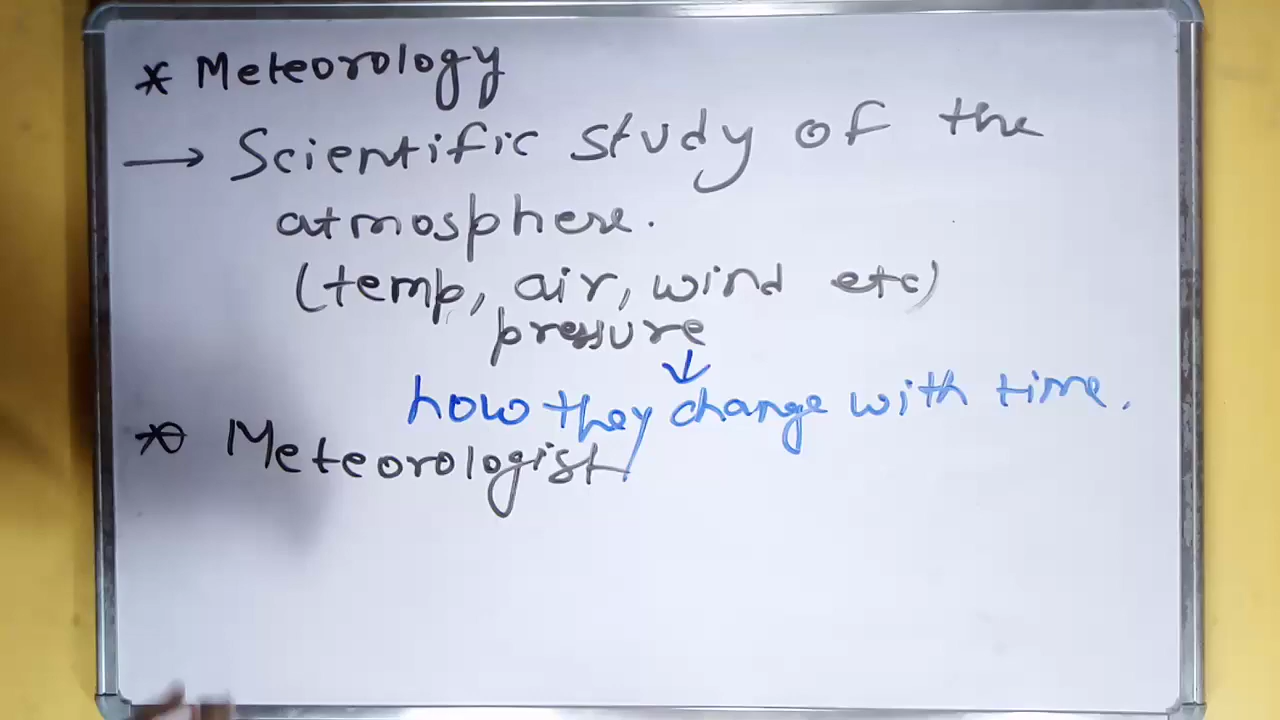 * Meteorology
→ Scientific study of the
atmosphere.
(temp, air, wind etc)
pressure
↓
how they change with time.
* Meteorologist